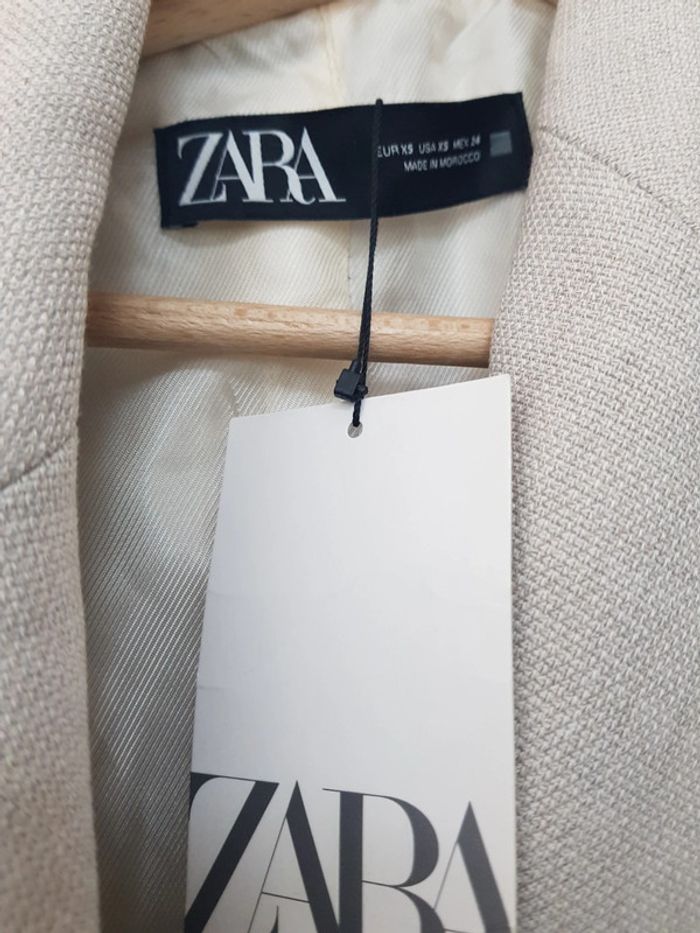 ZARA
EUR XS USA XS MEX 24
MADE IN MOROCCO
ZARA